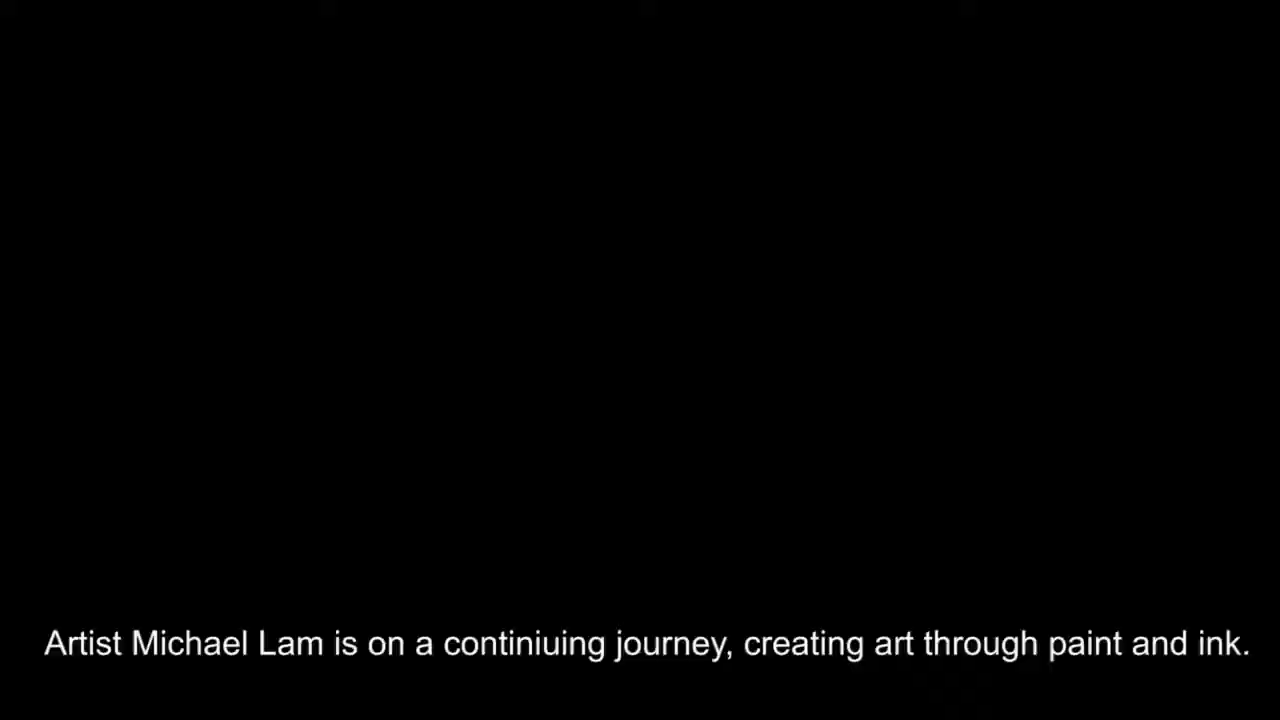 Artist Michael Lam is on a continiuing journey, creating art through paint and ink.